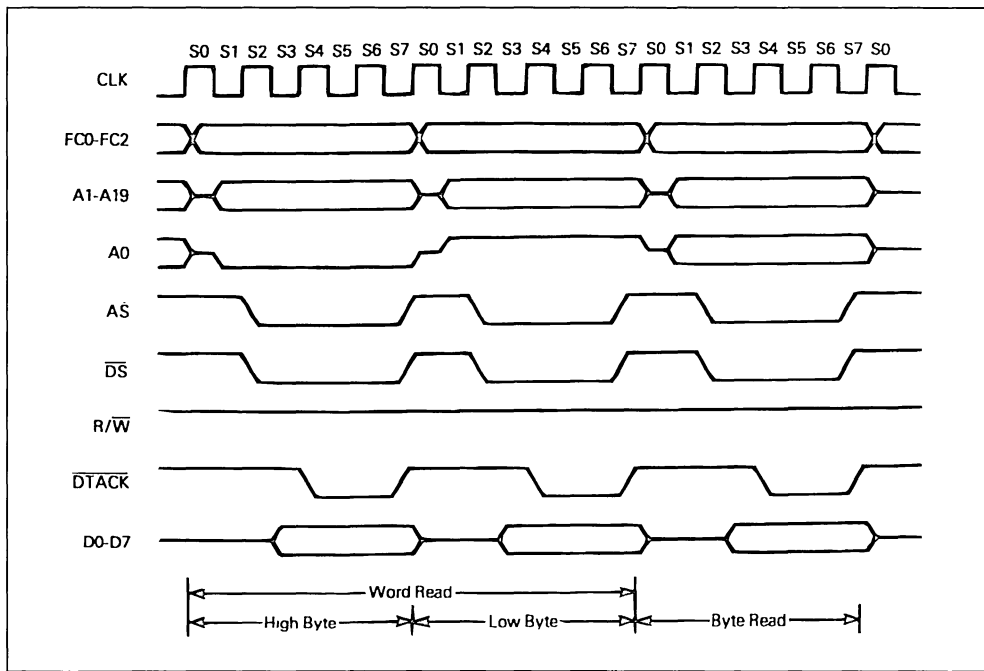 S0 S1 S2 S3 S4 S5 S6 S7 S0 S1 S2 S3 S4 S5 S6 S7 S0 S1 S2 S3 S4 S5 S6 S7 S0
CLK
FC0-FC2
A1-A19
A0
AS
DS
R/W
DTACK
D0-D7
Word Read
High Byte Low Byte Byte Read